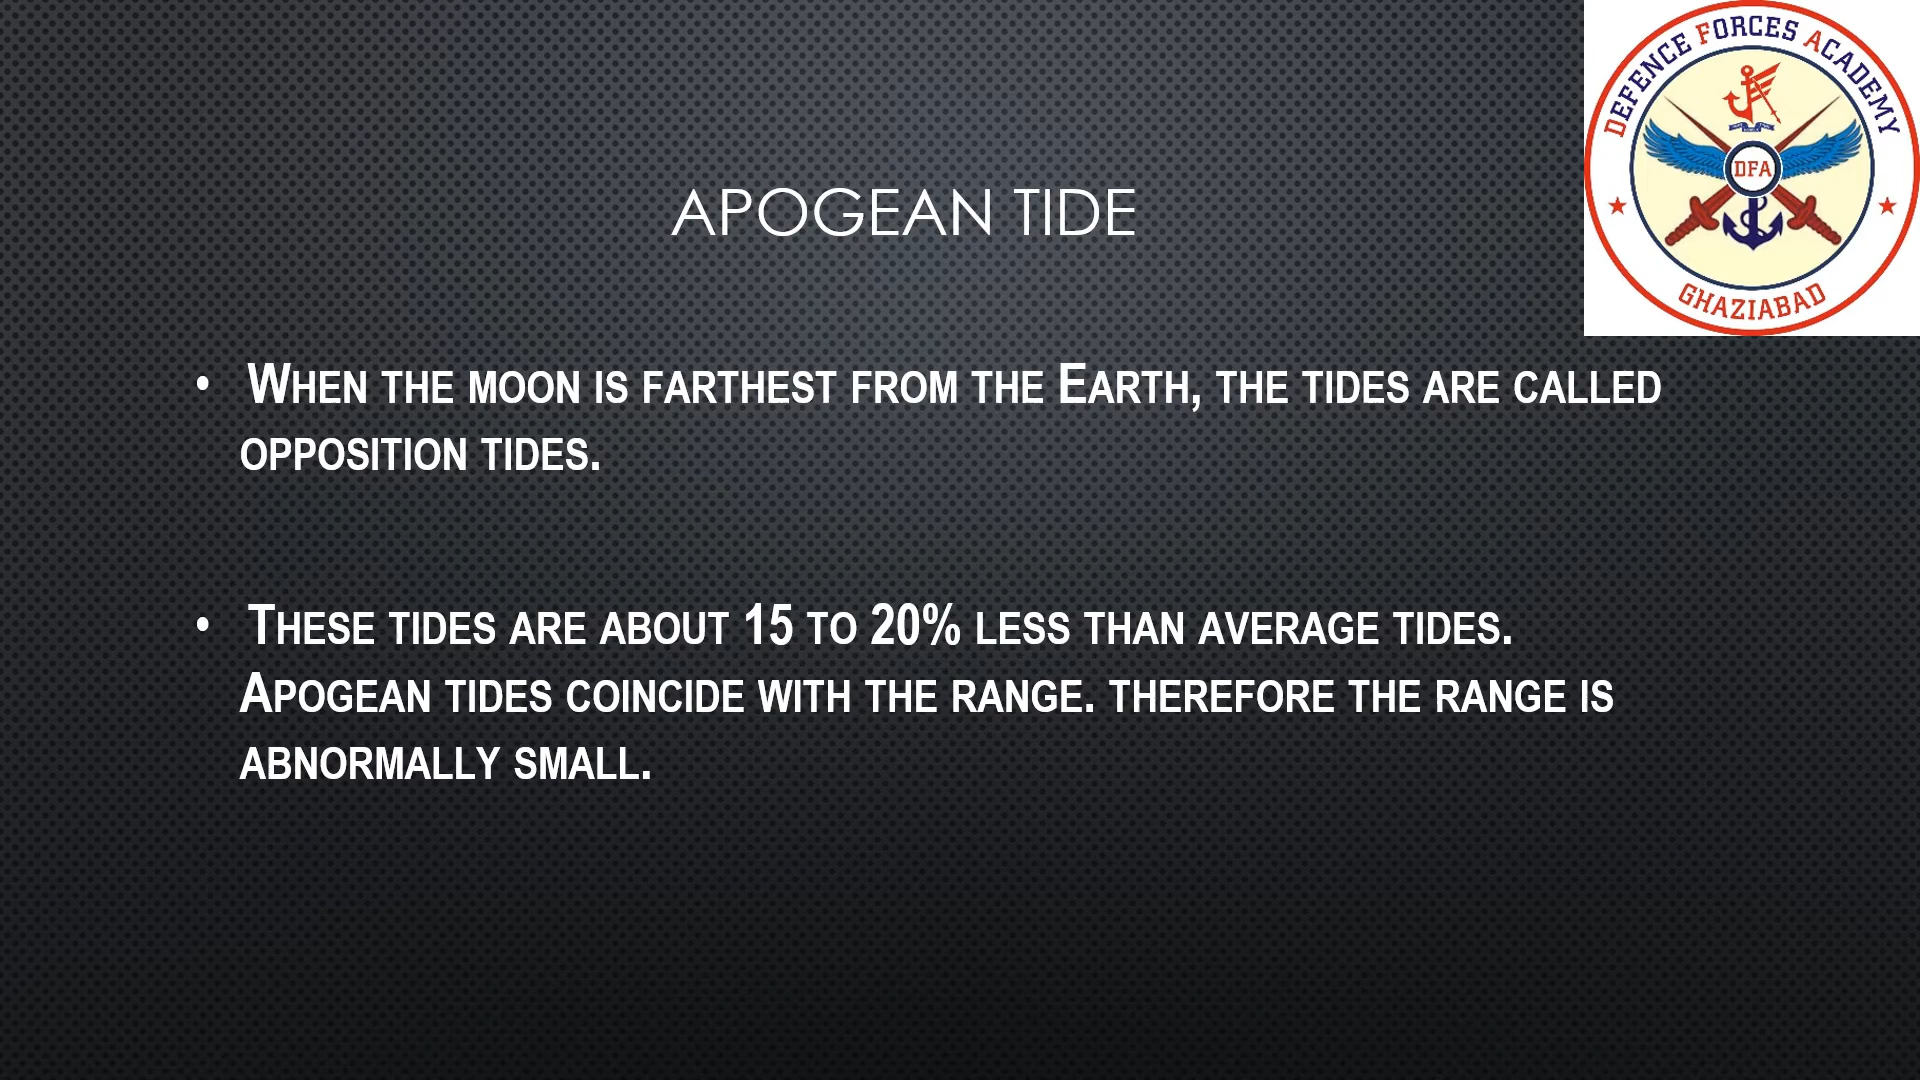 DEFENCE FORCES ACADEMY
DFA
GHAZIABAD
APOGEAN TIDE
• WHEN THE MOON IS FARTHEST FROM THE EARTH, THE TIDES ARE CALLED
OPPOSITION TIDES.
• THESE TIDES ARE ABOUT 15 TO 20% LESS THAN AVERAGE TIDES.
APOGEAN TIDES COINCIDE WITH THE RANGE. THEREFORE THE RANGE IS
ABNORMALLY SMALL.